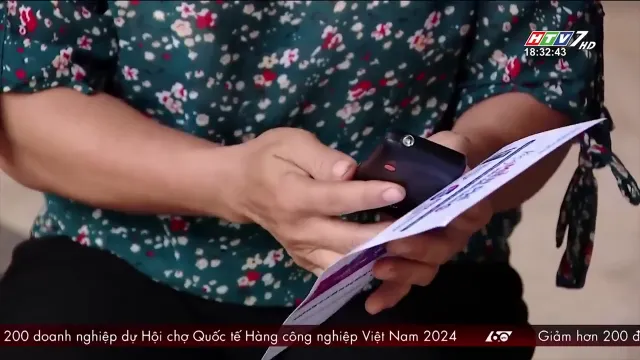 HTV7 HD
18:32:43
200 doanh nghiệp dự Hội chợ Quốc tế Hàng công nghiệp Việt Nam 2024 60 Giảm hơn 200 đ